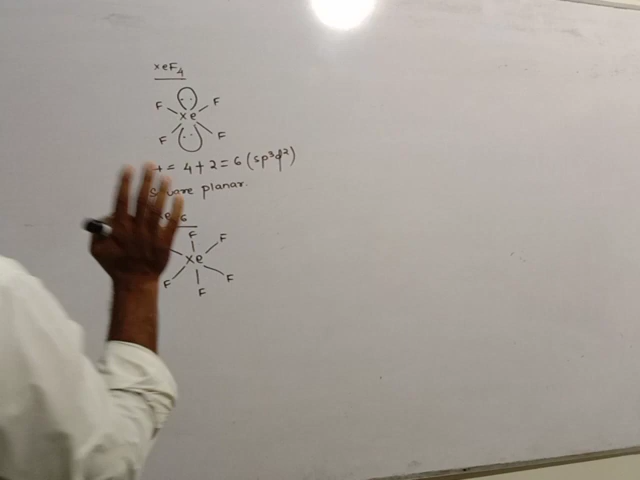 XeF4
F F
Xe
F F
+ = 4 + 2 = 6 (sp³d²)
planar.
F F
Xe
F F
F